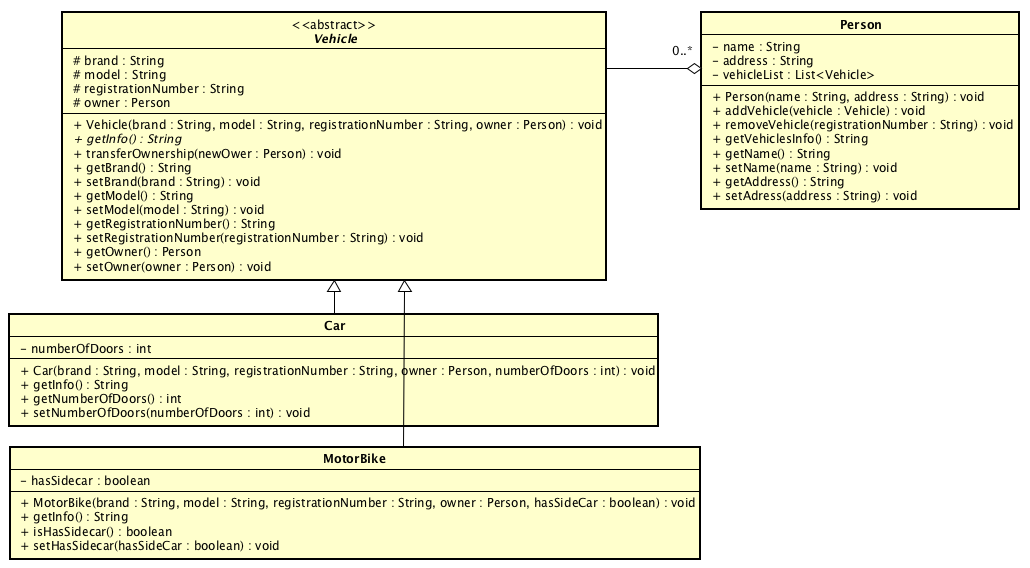 <<abstract>>
Vehicle
# brand : String
# model : String
# registrationNumber : String
# owner : Person
+ Vehicle(brand : String, model : String, registrationNumber : String, owner : Person) : void
+ getInfo() : String
+ transferOwnership(newOwer : Person) : void
+ getBrand() : String
+ setBrand(brand : String) : void
+ getModel() : String
+ setModel(model : String) : void
+ getRegistrationNumber() : String
+ setRegistrationNumber(registrationNumber : String) : void
+ getOwner() : Person
+ setOwner(owner : Person) : void
0..*
Person
- name : String
- address : String
- vehicleList : List<Vehicle>
+ Person(name : String, address : String) : void
+ addVehicle(vehicle : Vehicle) : void
+ removeVehicle(registrationNumber : String) : void
+ getVehiclesInfo() : String
+ getName() : String
+ setName(name : String) : void
+ getAddress() : String
+ setAdress(address : String) : void
Car
- numberOfDoors : int
+ Car(brand : String, model : String, registrationNumber : String, owner : Person, numberOfDoors : int) : void
+ getInfo() : String
+ getNumberOfDoors() : int
+ setNumberOfDoors(numberOfDoors : int) : void
MotorBike
- hasSidecar : boolean
+ MotorBike(brand : String, model : String, registrationNumber : String, owner : Person, hasSideCar : boolean) : void
+ getInfo() : String
+ isHasSidecar() : boolean
+ setHasSidecar(hasSideCar : boolean) : void